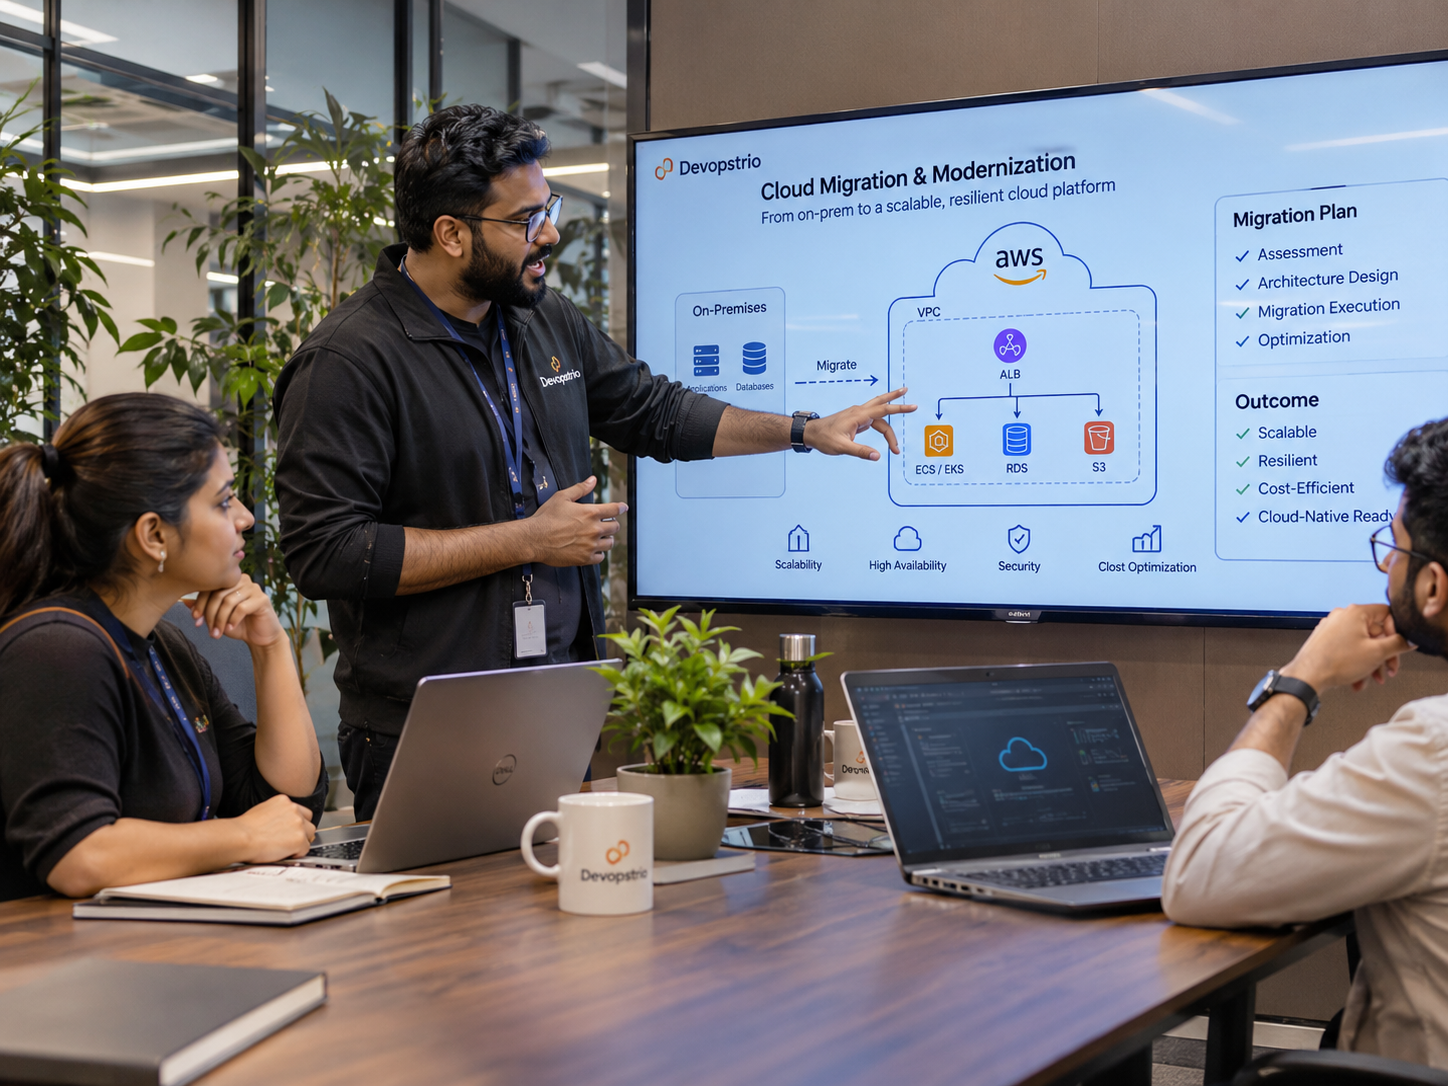 Devopstrio
Cloud Migration & Modernization
From on-prem to a scalable, resilient cloud platform
On-Premises
Applications
Databases
Migrate
aws
VPC
ALB
ECS / EKS
RDS
S3
Scalability
High Availability
Security
Clost Optimization
Migration Plan
Assessment
Architecture Design
Migration Execution
Optimization
Outcome
Scalable
Resilient
Cost-Efficient
Cloud-Native Ready
Devopstrio
DELL
Devopstrio